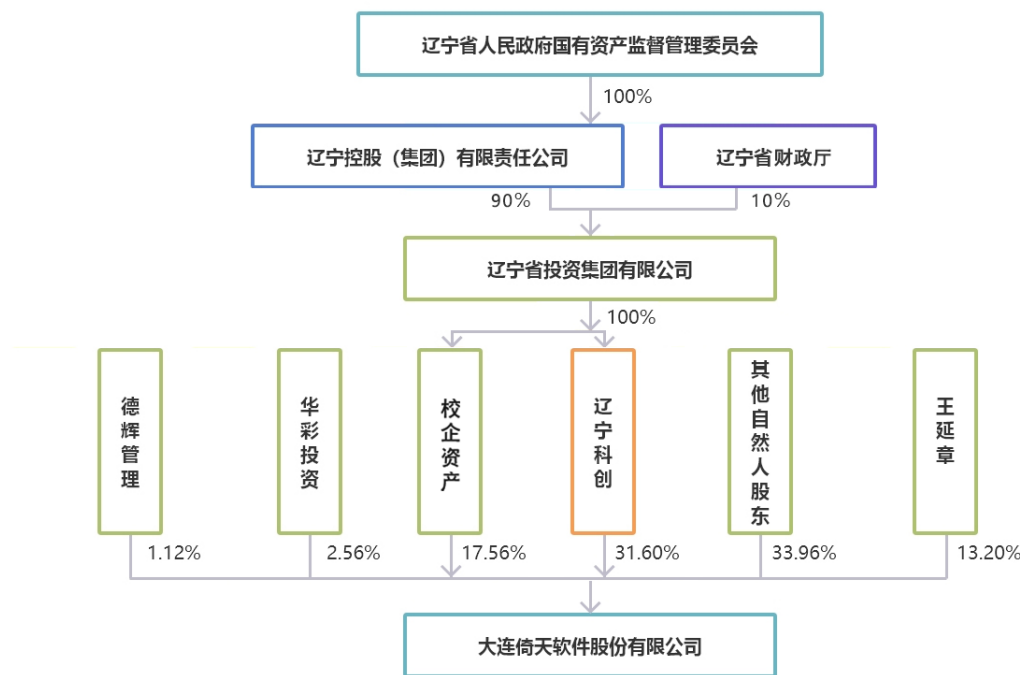 辽宁省人民政府国有资产监督管理委员会
100%
辽宁控股（集团）有限责任公司
辽宁省财政厅
90%
10%
辽宁省投资集团有限公司
100%
德辉管理
华彩投资
校企资产
辽宁科创
其他自然人股东
王延章
1.12%
2.56%
17.56%
31.60%
33.96%
13.20%
大连倚天软件股份有限公司